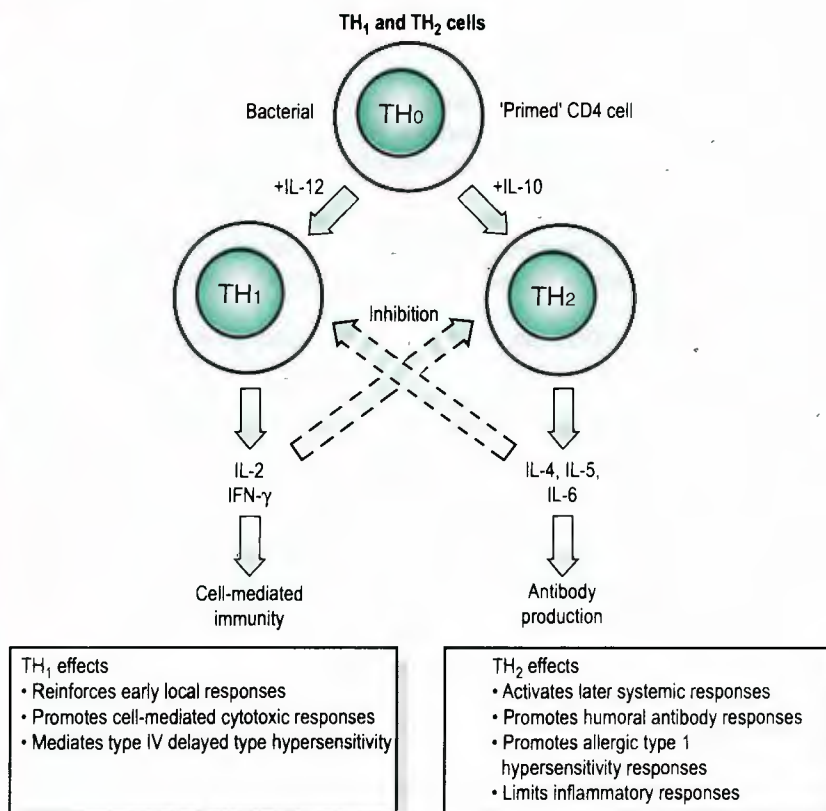 TH₁ and TH₂ cells
Bacterial
TH₀
'Primed' CD4 cell
+IL-12
+IL-10
TH₁
Inhibition
TH₂
IL-2
IFN-γ
IL-4, IL-5,
IL-6
Cell-mediated
immunity
Antibody
production
TH₁ effects
• Reinforces early local responses
• Promotes cell-mediated cytotoxic responses
• Mediates type IV delayed type hypersensitivity
TH₂ effects
• Activates later systemic responses
• Promotes humoral antibody responses
• Promotes allergic type 1
hypersensitivity responses
• Limits inflammatory responses